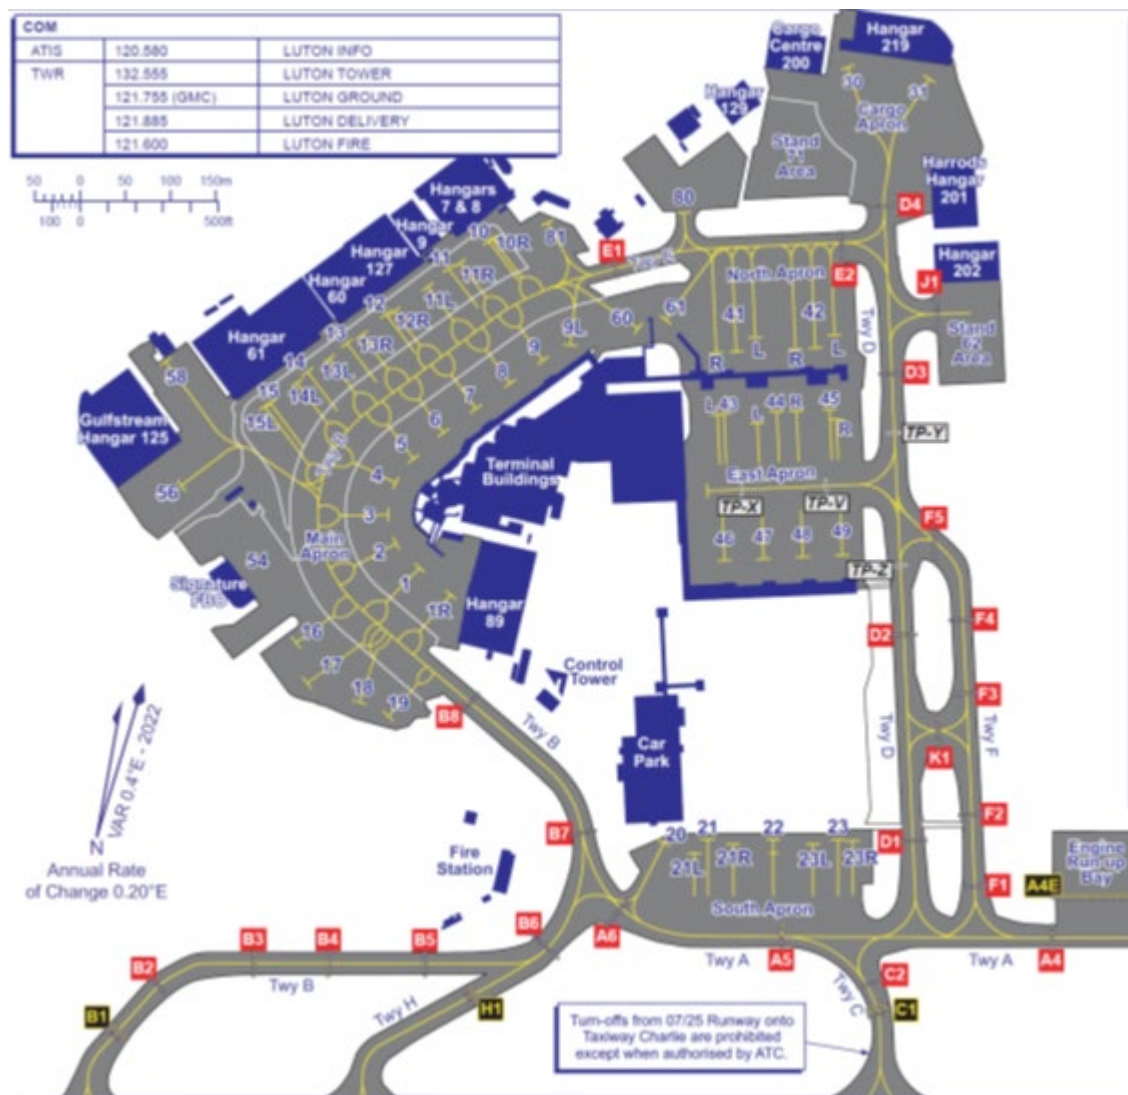 COM
ATIS 120.580 LUTON INFO
TWR 132.555 LUTON TOWER
121.755 (GMC) LUTON GROUND
121.885 LUTON DELIVERY
121.600 LUTON FIRE
50 0 50 100 150m
100 0 500ft
Cargo
Centre
200
Hangar
219
Hangar
129
30
31
Cargo
Apron
Stand
71
Area
Harrods
Hangar
201
D4
Hangars
7 & 8
Hangar
9
Hangar
127
Hangar
60
Hangar
61
10
10R
81
80
E1
Twy E
E2
Hangar
202
J1
Stand
62
Area
North Apron
11
11R
11L
12
12R
13
13R
13L
14
14L
15
15L
58
Gulfstream
Hangar 125
56
54
60
61
41
42
R
L
R
L
9L
9
8
7
6
5
4
3
2
1
1R
Twy D
D3
TP-Y
L 43
L
44 R
45
R
Terminal
Buildings
East Apron
TP-X
TP-V
46
47
48
49
F5
TP-Z
Main
Apron
Signature
FBO
Hangar
89
16
17
18
19
D2
F4
F3
Control
Tower
B8
Twy B
Car
Park
Twy D
Twy F
K1
VAR 0.4°E - 2022
N
Annual Rate
of Change 0.20°E
B7
Fire
Station
20
21
21L
21R
22
23
23L
23R
D1
F2
F1
Engine
Run up
Bay
A4E
South Apron
B1
B2
B3
B4
B5
B6
A6
A5
A4
Twy B
Twy A
Twy A
Twy H
H1
Twy C
C2
C1
Turn-offs from 07/25 Runway onto
Taxiway Charlie are prohibited
except when authorised by ATC.